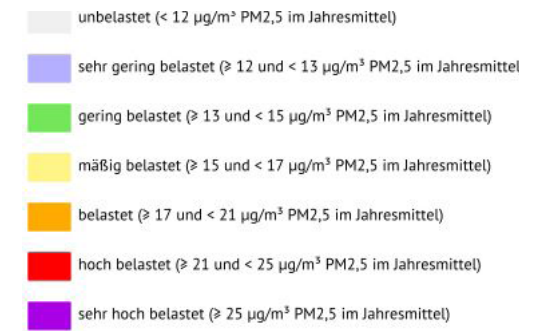 unbelastet (< 12 µg/m³ PM2,5 im Jahresmittel)
sehr gering belastet (⩾ 12 und < 13 µg/m³ PM2,5 im Jahresmittel
gering belastet (⩾ 13 und < 15 µg/m³ PM2,5 im Jahresmittel)
mäßig belastet (⩾ 15 und < 17 µg/m³ PM2,5 im Jahresmittel)
belastet (⩾ 17 und < 21 µg/m³ PM2,5 im Jahresmittel)
hoch belastet (⩾ 21 und < 25 µg/m³ PM2,5 im Jahresmittel)
sehr hoch belastet (⩾ 25 µg/m³ PM2,5 im Jahresmittel)